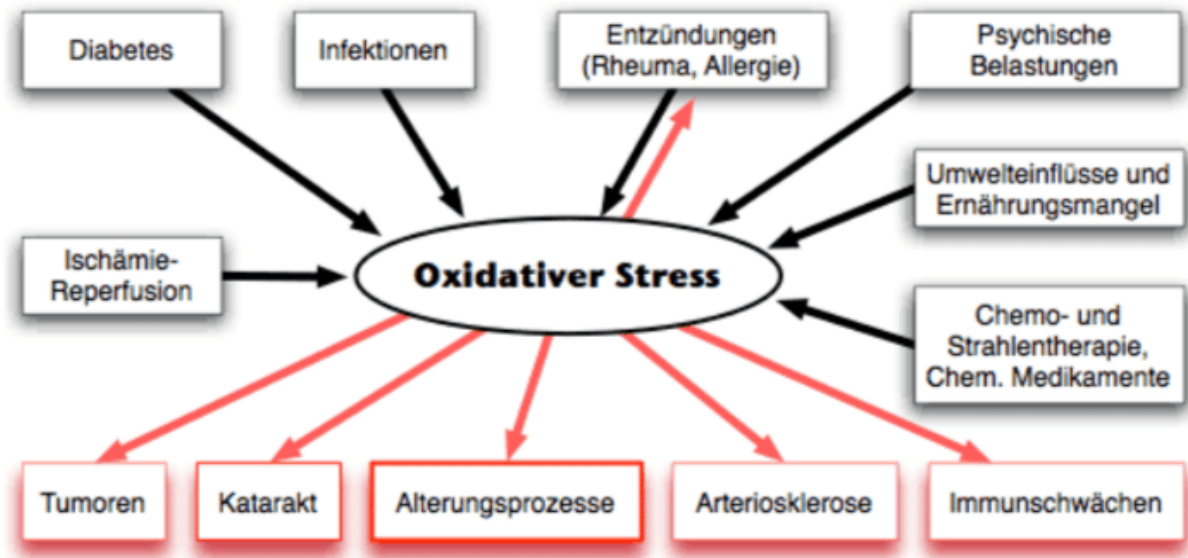 Diabetes
Infektionen
Entzündungen
(Rheuma, Allergie)
Psychische
Belastungen
Umwelteinflüsse und
Ernährungsmangel
Ischämie-
Reperfusion
Oxidativer Stress
Chemo- und
Strahlentherapie,
Chem. Medikamente
Tumoren
Katarakt
Alterungsprozesse
Arteriosklerose
Immunschwächen